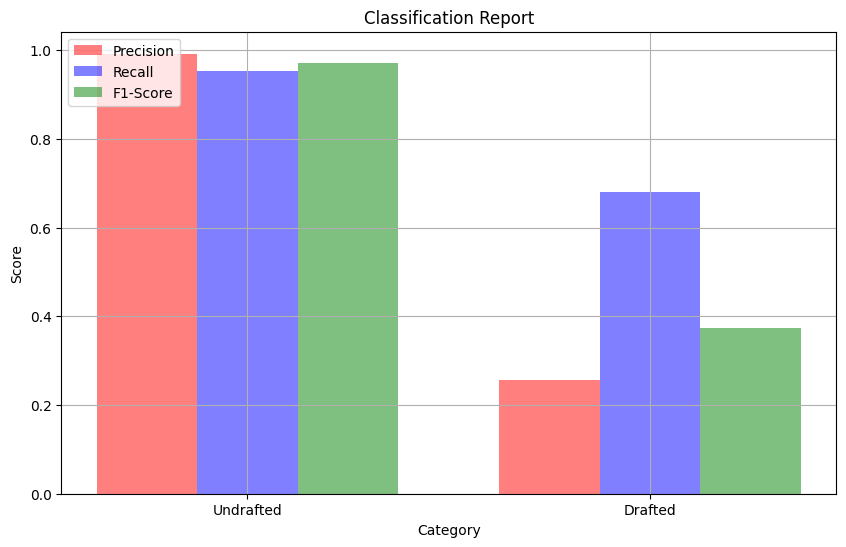 Classification Report
Precision
Recall
F1-Score
1.0
0.8
0.6
0.4
0.2
0.0
Score
Undrafted
Drafted
Category